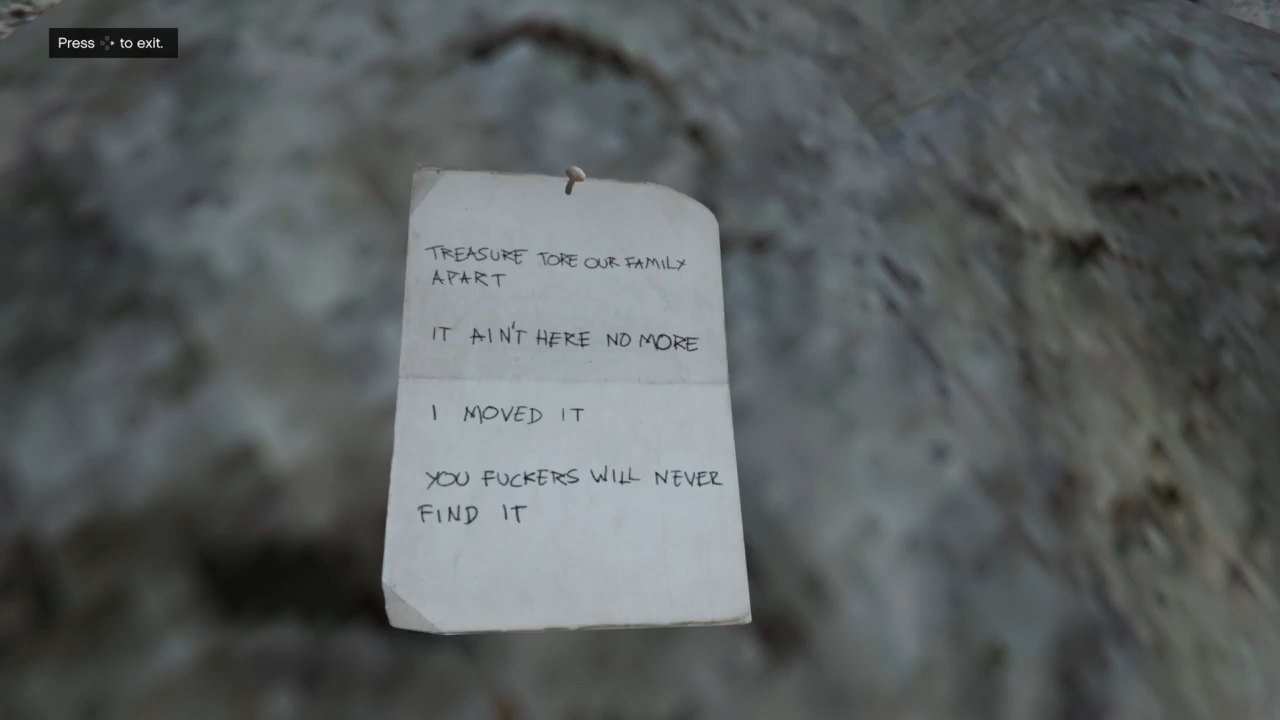 Press to exit.
TREASURE TORE OUR FAMILY
APART
IT AIN'T HERE NO MORE
I MOVED IT
YOU FUCKERS WILL NEVER
FIND IT